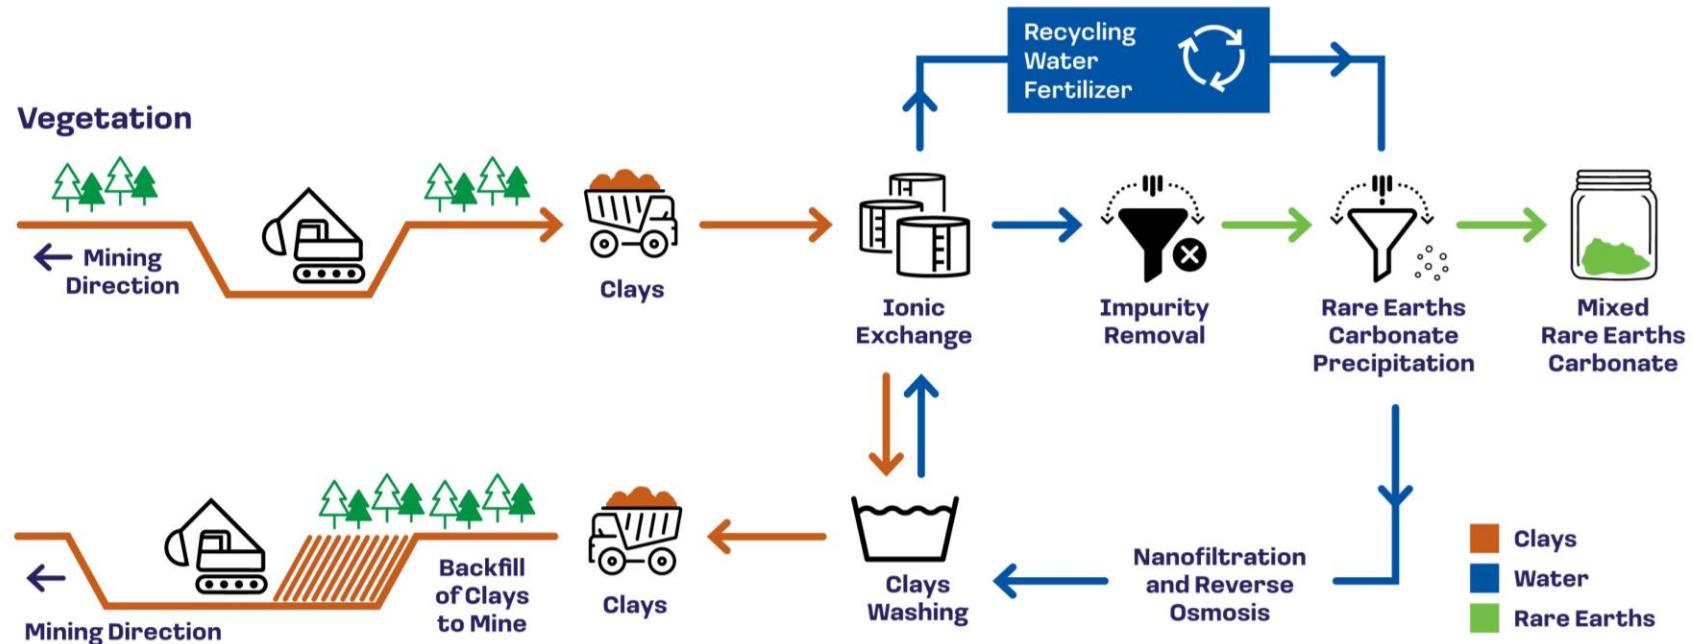 Recycling
Water
Fertilizer
Vegetation
Mining
Direction
Clays
Ionic
Exchange
Impurity
Removal
Rare Earths
Carbonate
Precipitation
Mixed
Rare Earths
Carbonate
Backfill
of Clays
to Mine
Mining Direction
Clays
Clays
Washing
Nanofiltration
and Reverse
Osmosis
Clays
Water
Rare Earths